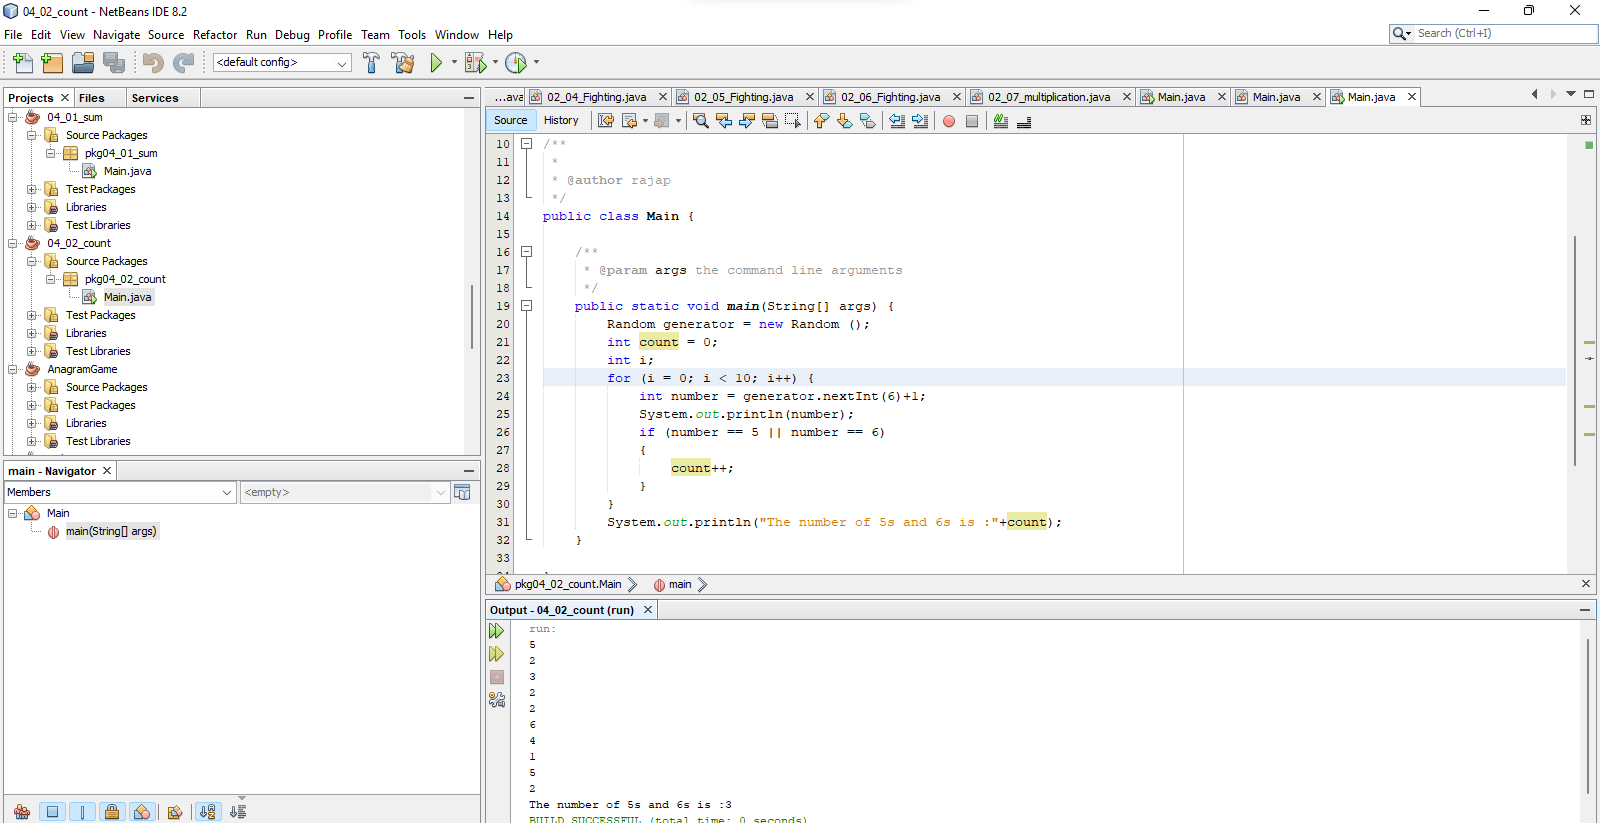 04_02_count - NetBeans IDE 8.2
File Edit View Navigate Source Refactor Run Debug Profile Team Tools Window Help
Search (Ctrl+I)
<default config>
Projects Files Services
04_01_sum
Source Packages
pkg04_01_sum
Main.java
Test Packages
Libraries
Test Libraries
04_02_count
Source Packages
pkg04_02_count
Main.java
Test Packages
Libraries
Test Libraries
AnagramGame
Source Packages
Test Packages
Libraries
Test Libraries
main - Navigator
Members <empty>
Main
main(String[] args)
...ava 02_04_Fighting.java 02_05_Fighting.java 02_06_Fighting.java 02_07_multiplication.java Main.java Main.java Main.java
Source History
10 /**
11 *
12 * @author rajap
13 */
14 public class Main {
15
16 /**
17 * @param args the command line arguments
18 */
19 public static void main(String[] args) {
20 Random generator = new Random ();
21 int count = 0;
22 int i;
23 for (i = 0; i < 10; i++) {
24 int number = generator.nextInt(6)+1;
25 System.out.println(number);
26 if (number == 5 || number == 6)
27 {
28 count++;
29 }
30 }
31 System.out.println("The number of 5s and 6s is :"+count);
32 }
33
pkg04_02_count.Main main
Output - 04_02_count (run)
run:
5
2
3
2
2
6
4
1
5
2
The number of 5s and 6s is :3
BUILD SUCCESSFUL (total time: 0 seconds)